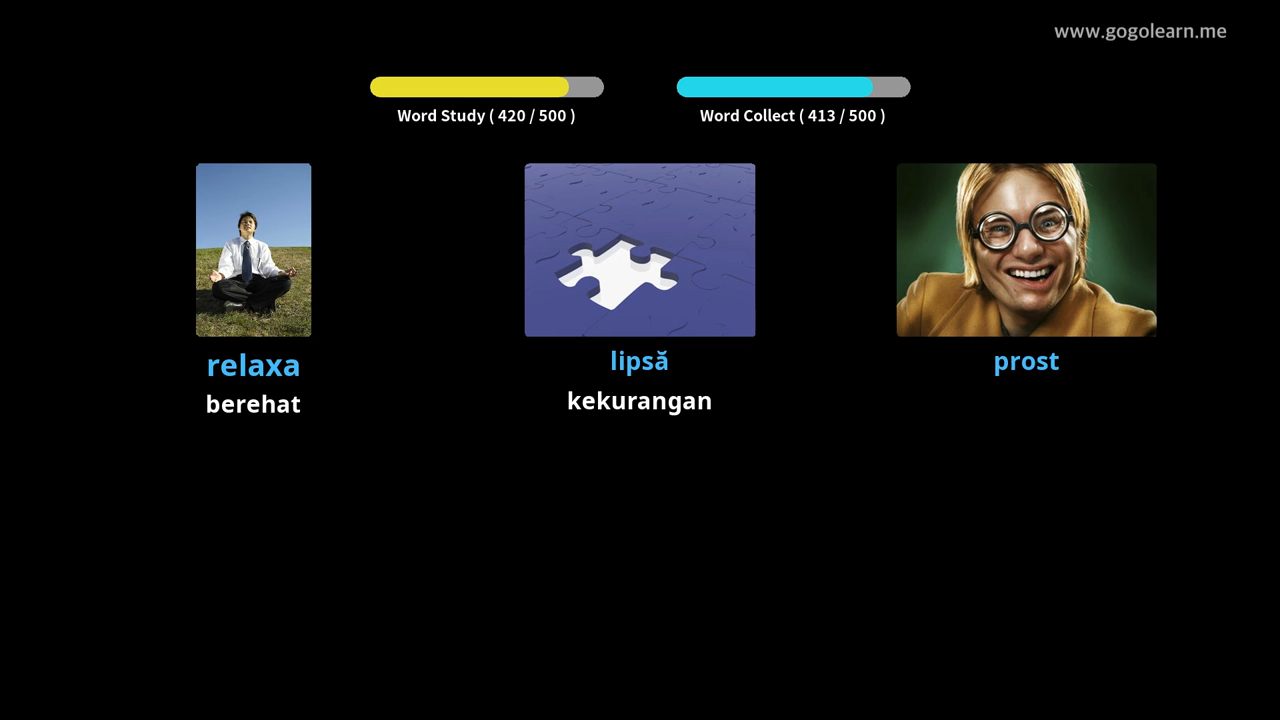 www.gogolearn.me
Word Study ( 420 / 500 )
Word Collect ( 413 / 500 )
relaxa
berehat
lipsă
kekurangan
prost